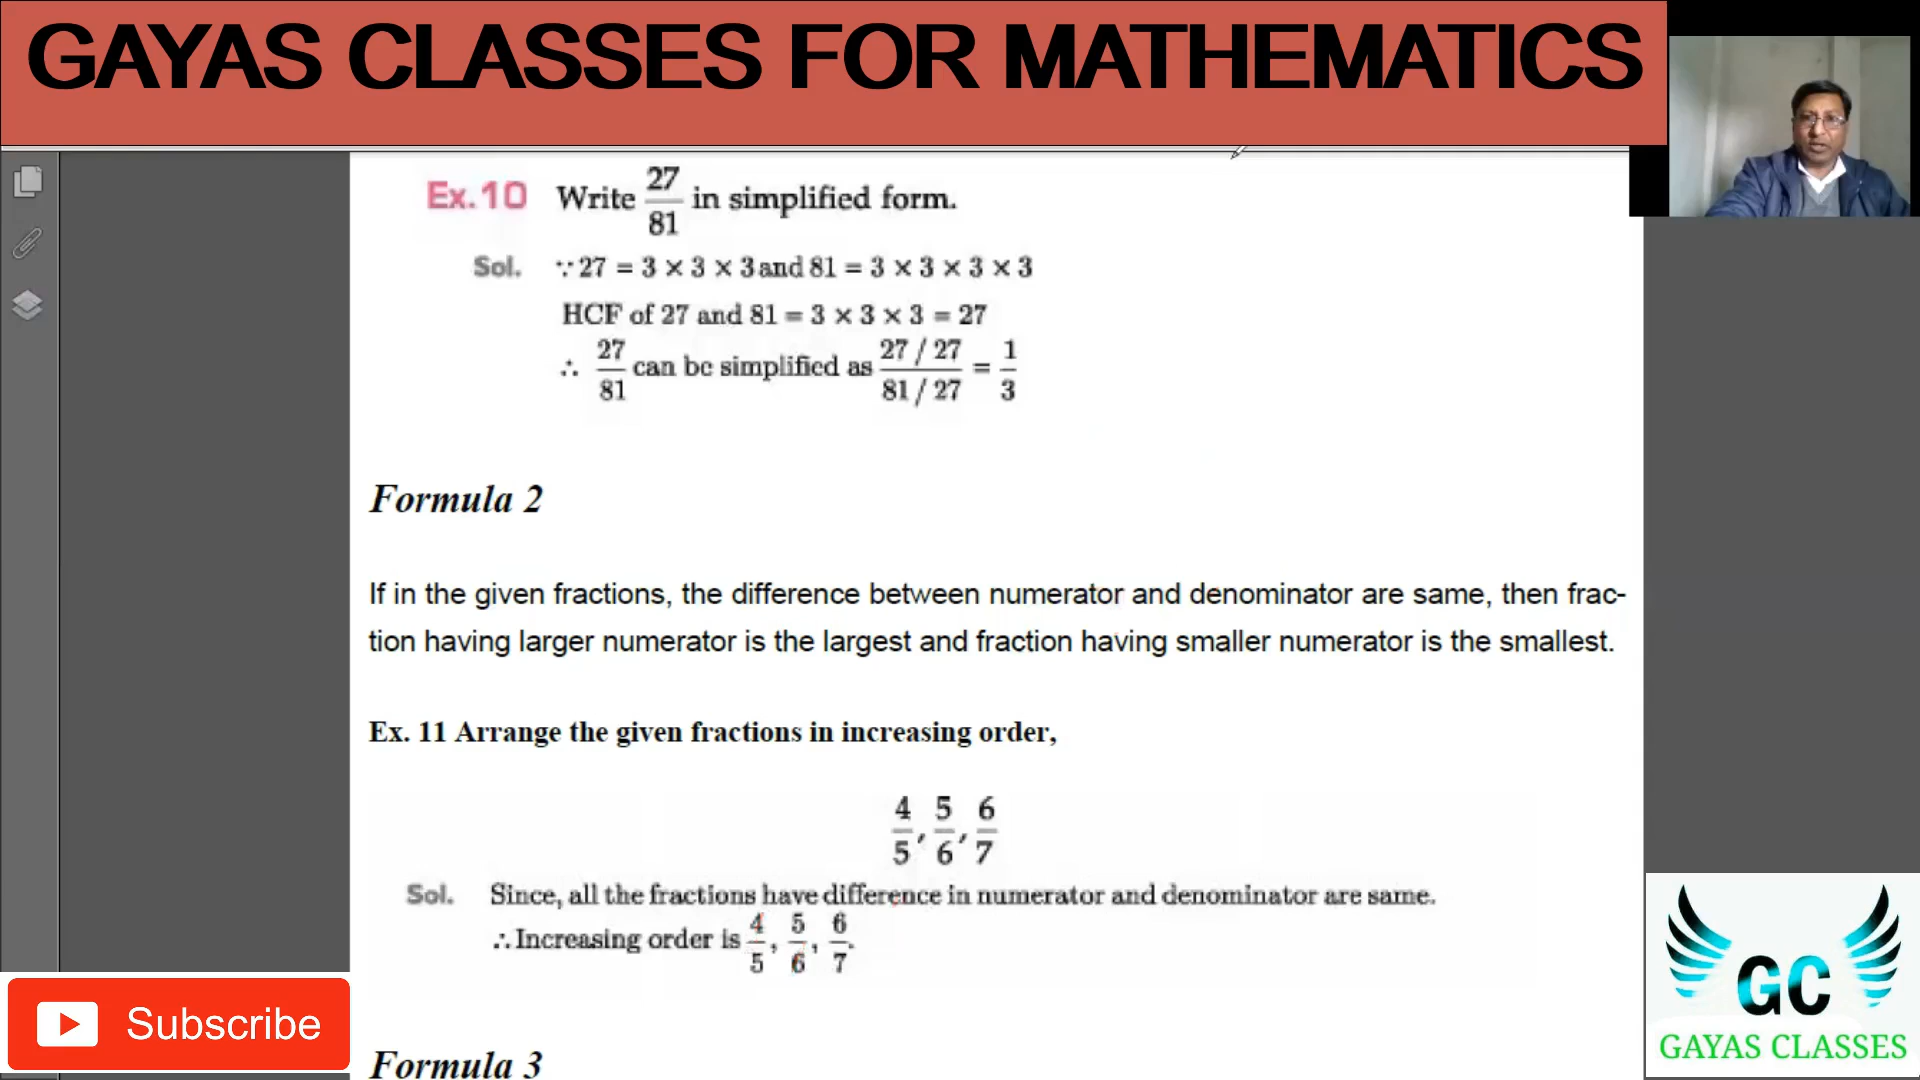 GAYAS CLASSES FOR MATHEMATICS
Ex.10 Write 27/81 in simplified form.
Sol. ∵ 27 = 3 × 3 × 3 and 81 = 3 × 3 × 3 × 3
HCF of 27 and 81 = 3 × 3 × 3 = 27
∴ 27/81 can be simplified as (27 / 27)/(81 / 27) = 1/3
Formula 2
If in the given fractions, the difference between numerator and denominator are same, then frac-
tion having larger numerator is the largest and fraction having smaller numerator is the smallest.
Ex. 11 Arrange the given fractions in increasing order,
4/5, 5/6, 6/7
Sol. Since, all the fractions have difference in numerator and denominator are same.
∴ Increasing order is 4/5, 5/6, 6/7.
Formula 3
Subscribe
GC
GAYAS CLASSES